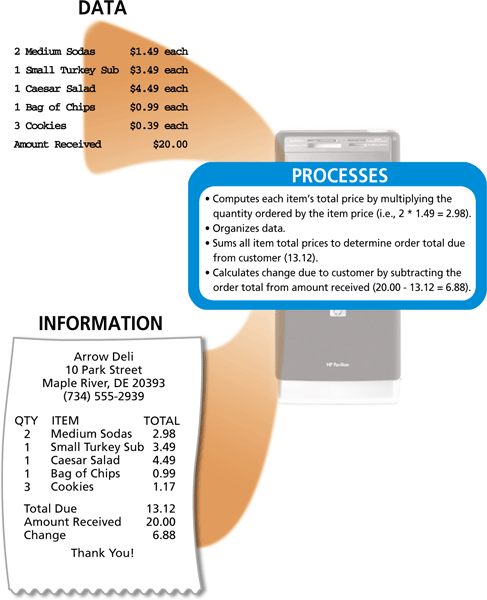 DATA
2 Medium Sodas $1.49 each
1 Small Turkey Sub $3.49 each
1 Caesar Salad $4.49 each
1 Bag of Chips $0.99 each
3 Cookies $0.39 each
Amount Received $20.00
PROCESSES
• Computes each item's total price by multiplying the
quantity ordered by the item price (i.e., 2 * 1.49 = 2.98).
• Organizes data.
• Sums all item total prices to determine order total due
from customer (13.12).
• Calculates change due to customer by subtracting the
order total from amount received (20.00 - 13.12 = 6.88).
hp
HP Pavilion
INFORMATION
Arrow Deli
10 Park Street
Maple River, DE 20393
(734) 555-2939
QTY ITEM TOTAL
2 Medium Sodas 2.98
1 Small Turkey Sub 3.49
1 Caesar Salad 4.49
1 Bag of Chips 0.99
3 Cookies 1.17
Total Due 13.12
Amount Received 20.00
Change 6.88
Thank You!